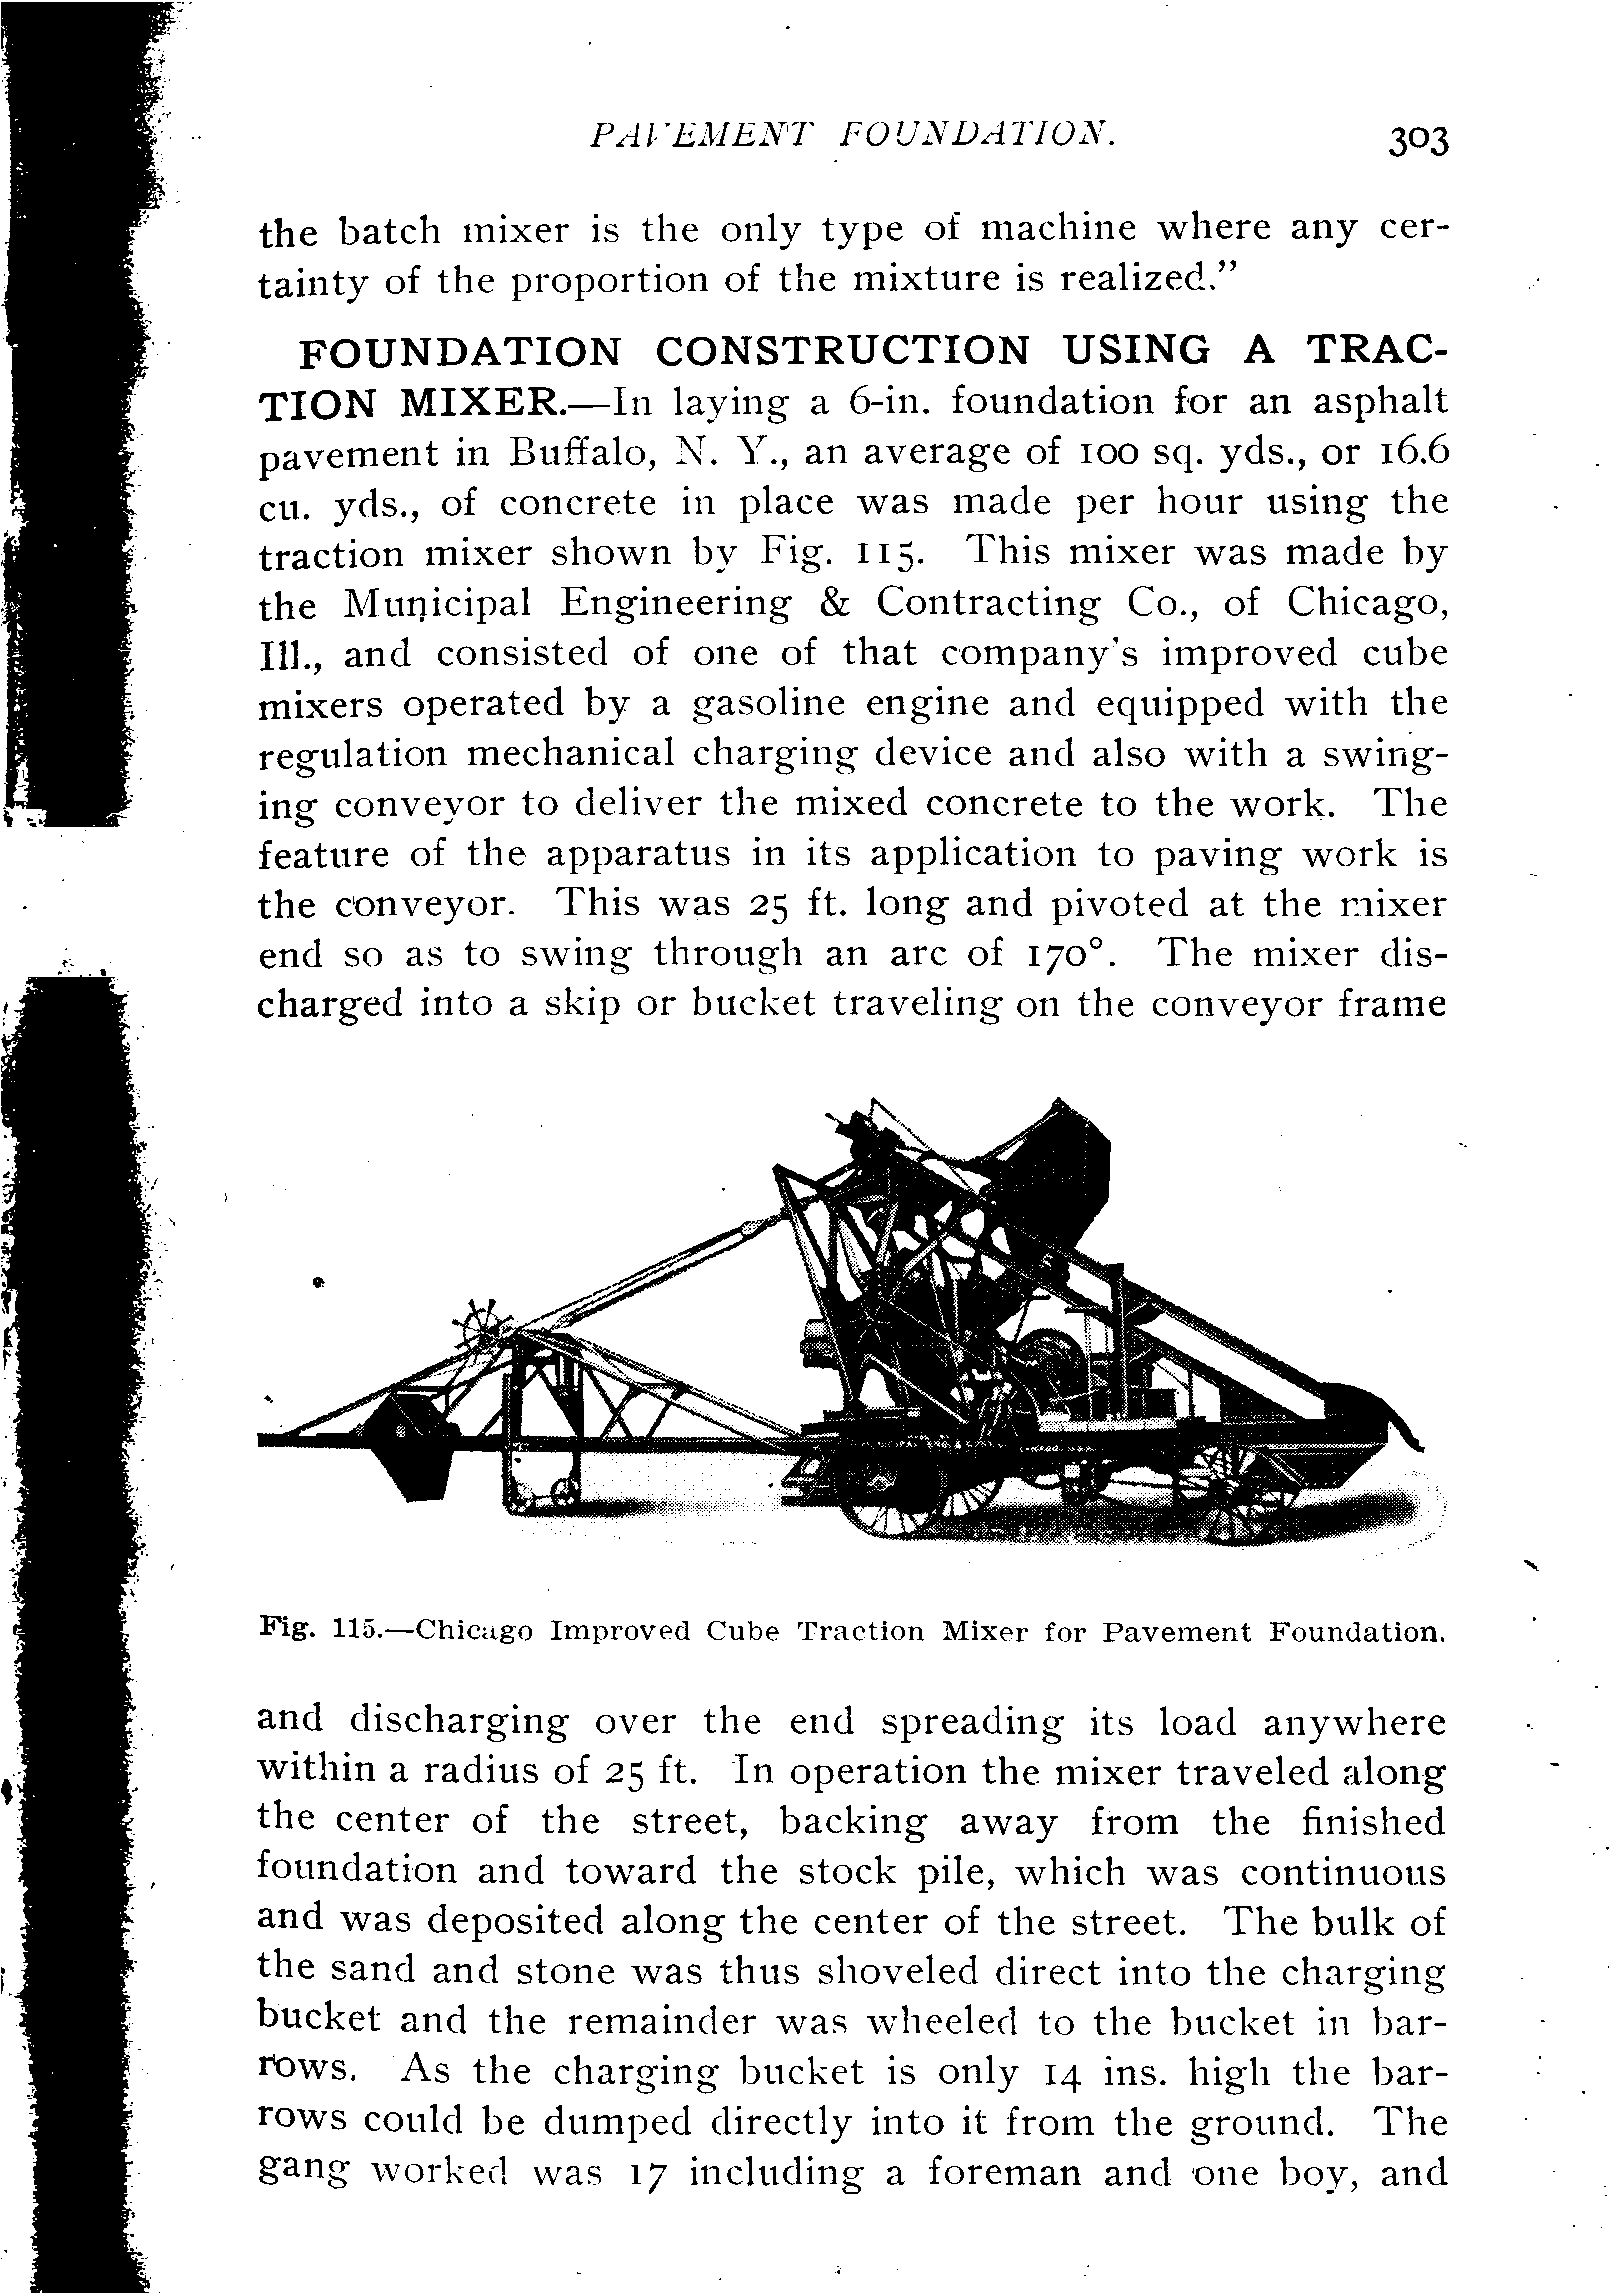 PAVEMENT FOUNDATION. 303
the batch mixer is the only type of machine where any cer-
tainty of the proportion of the mixture is realized."
FOUNDATION CONSTRUCTION USING A TRAC-
TION MIXER.—In laying a 6-in. foundation for an asphalt
pavement in Buffalo, N. Y., an average of 100 sq. yds., or 16.6
cu. yds., of concrete in place was made per hour using the
traction mixer shown by Fig. 115. This mixer was made by
the Municipal Engineering & Contracting Co., of Chicago,
Ill., and consisted of one of that company's improved cube
mixers operated by a gasoline engine and equipped with the
regulation mechanical charging device and also with a swing-
ing conveyor to deliver the mixed concrete to the work. The
feature of the apparatus in its application to paving work is
the conveyor. This was 25 ft. long and pivoted at the mixer
end so as to swing through an arc of 170°. The mixer dis-
charged into a skip or bucket traveling on the conveyor frame
Fig. 115.—Chicago Improved Cube Traction Mixer for Pavement Foundation.
and discharging over the end spreading its load anywhere
within a radius of 25 ft. In operation the mixer traveled along
the center of the street, backing away from the finished
foundation and toward the stock pile, which was continuous
and was deposited along the center of the street. The bulk of
the sand and stone was thus shoveled direct into the charging
bucket and the remainder was wheeled to the bucket in bar-
rows. As the charging bucket is only 14 ins. high the bar-
rows could be dumped directly into it from the ground. The
gang worked was 17 including a foreman and one boy, and